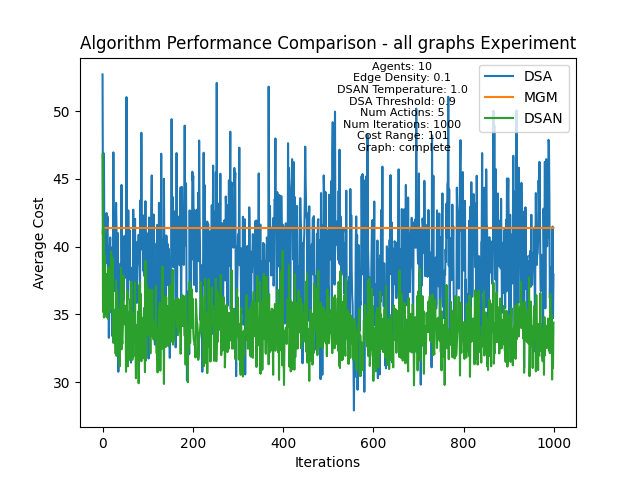 Algorithm Performance Comparison - all graphs Experiment
Agents: 10
Edge Density: 0.1
DSAN Temperature: 1.0
DSA Threshold: 0.9
Num Actions: 5
Num Iterations: 1000
Cost Range: 101
Graph: complete
DSA
MGM
DSAN
Average Cost
50
45
40
35
30
0 200 400 600 800 1000
Iterations